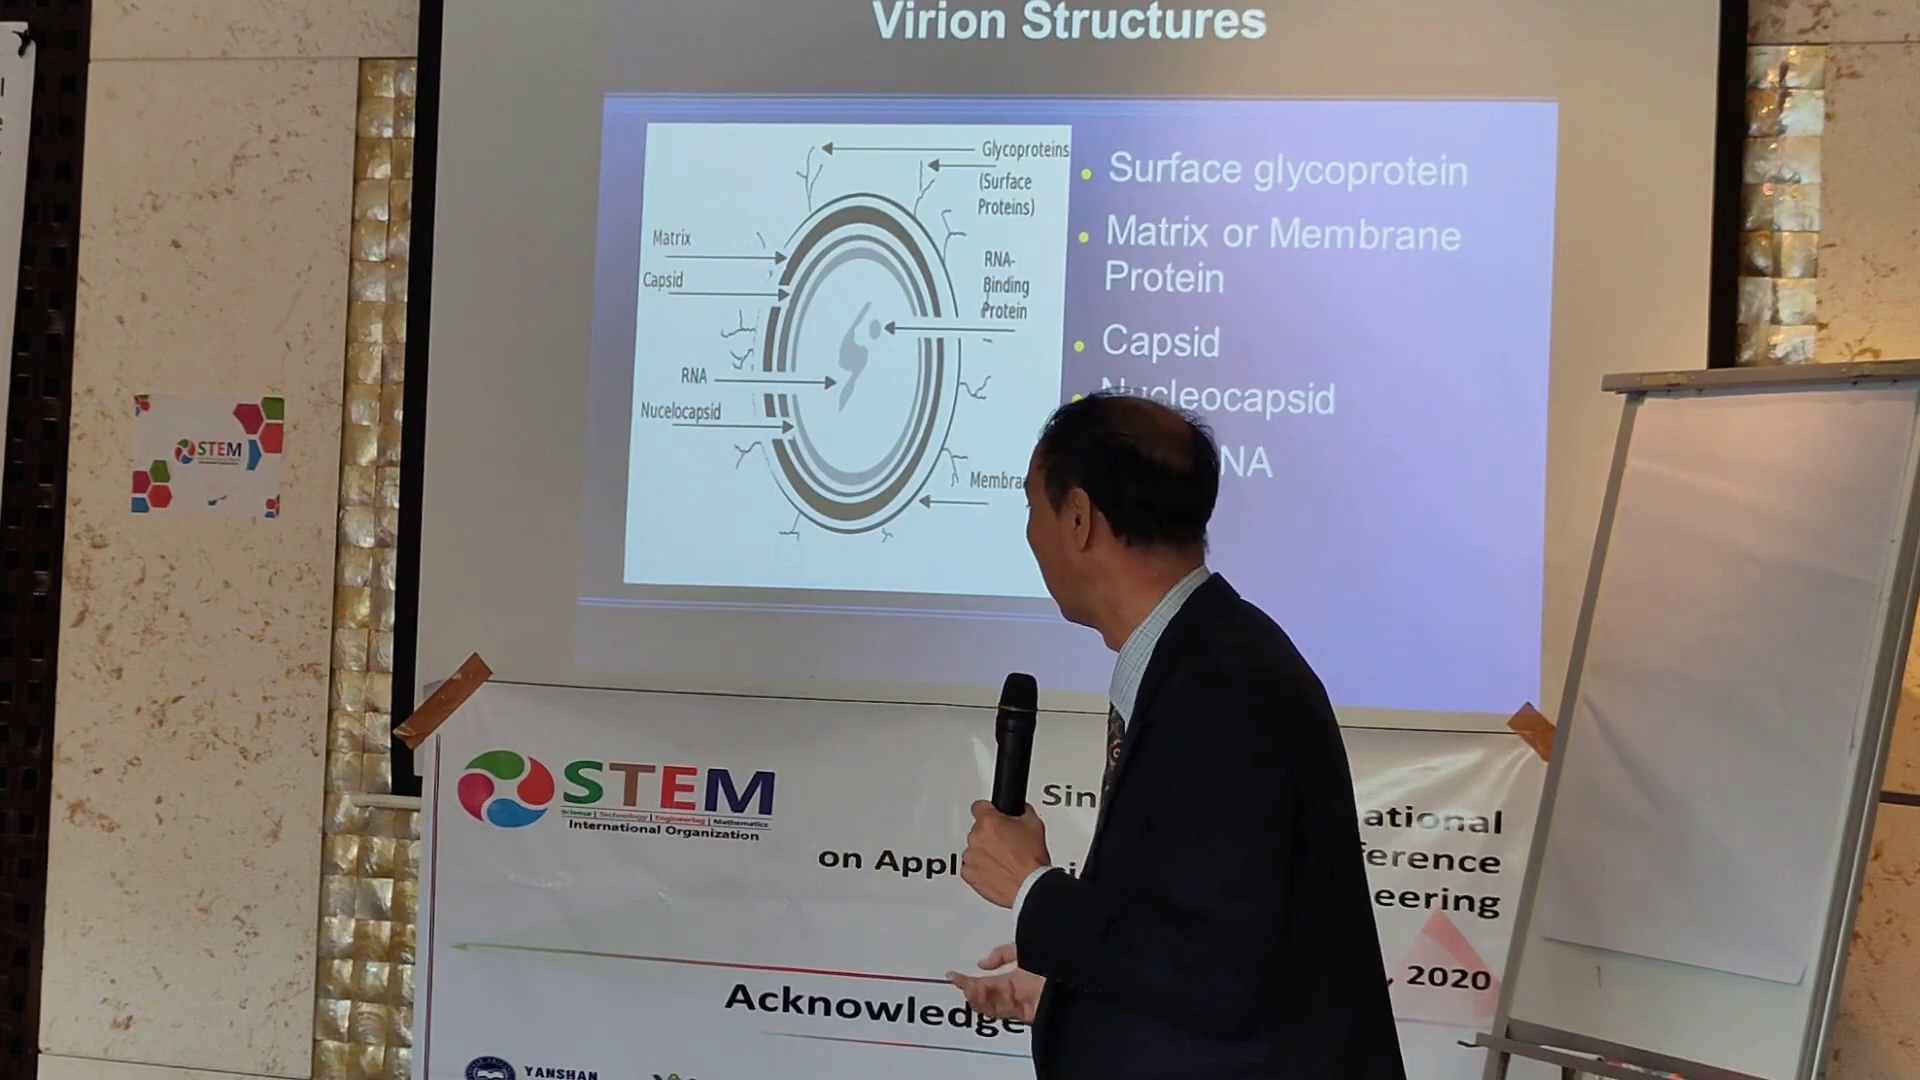 Virion Structures
Glycoproteins
(Surface
Proteins)
Matrix
Capsid
RNA-
Binding
Protein
RNA
Nucelocapsid
Membra
Surface glycoprotein
Matrix or Membrane
Protein
Capsid
Nucleocapsid
NA
STEM
STEM
Science | Technology | Engineering | Mathematics
International Organization
Sin ational
on Appl erence
eering
, 2020
Acknowledge
YANSHAN